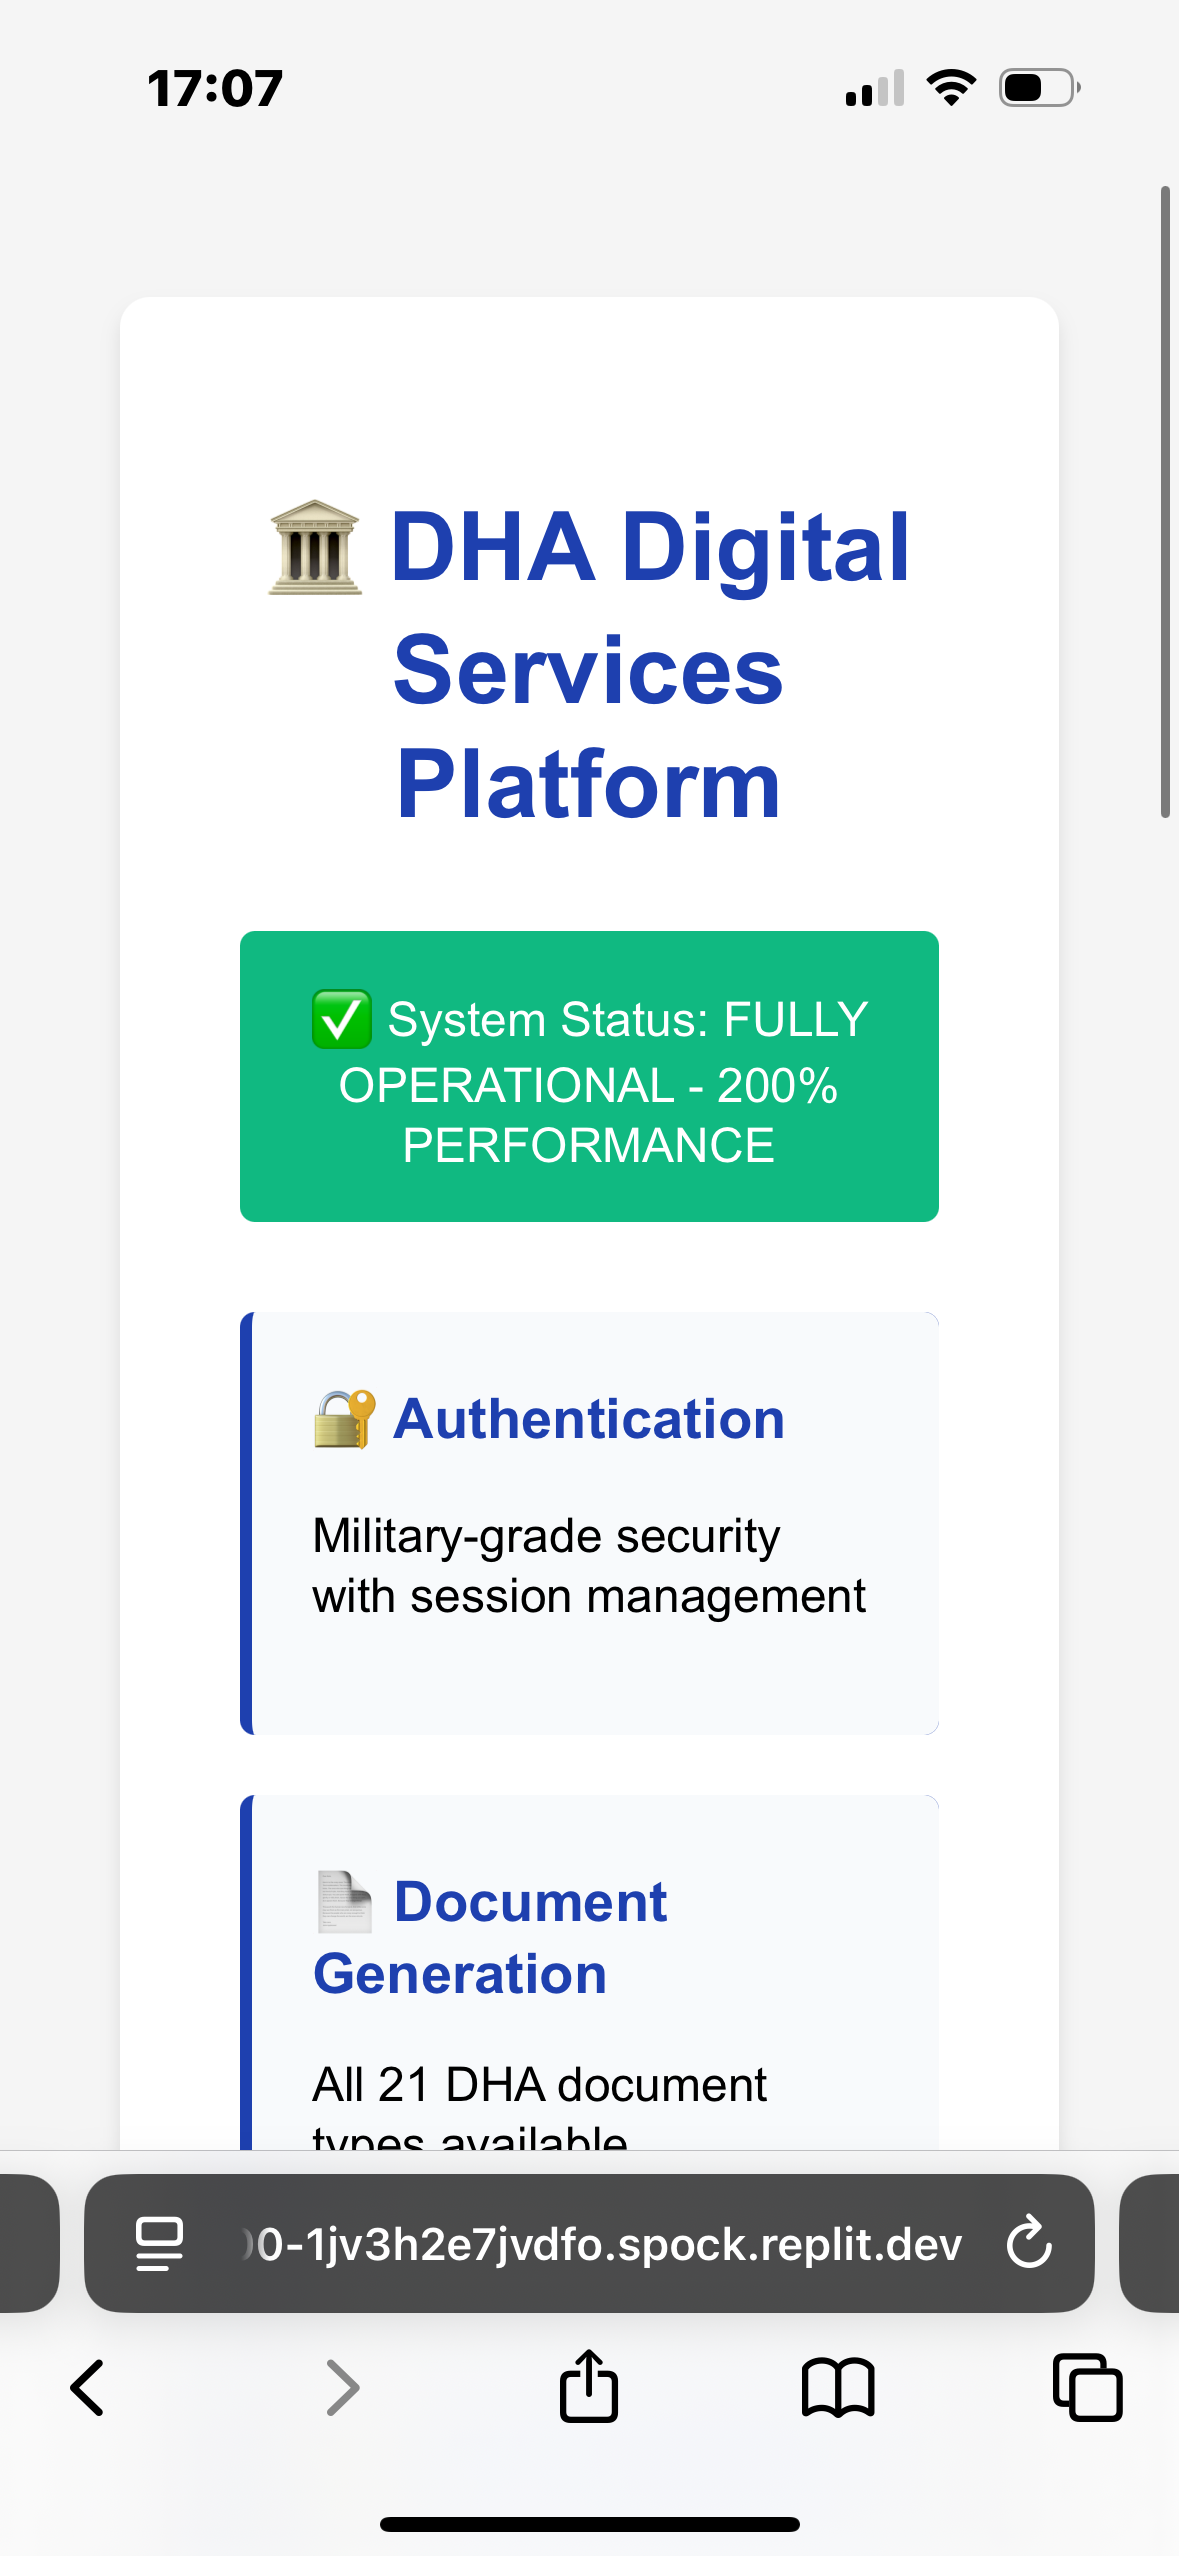 17:07
🏛️ DHA Digital
Services
Platform
✅ System Status: FULLY
OPERATIONAL - 200%
PERFORMANCE
🔐 Authentication
Military-grade security
with session management
📄 Document
Generation
All 21 DHA document
types available
0-1jv3h2e7jvdfo.spock.replit.dev